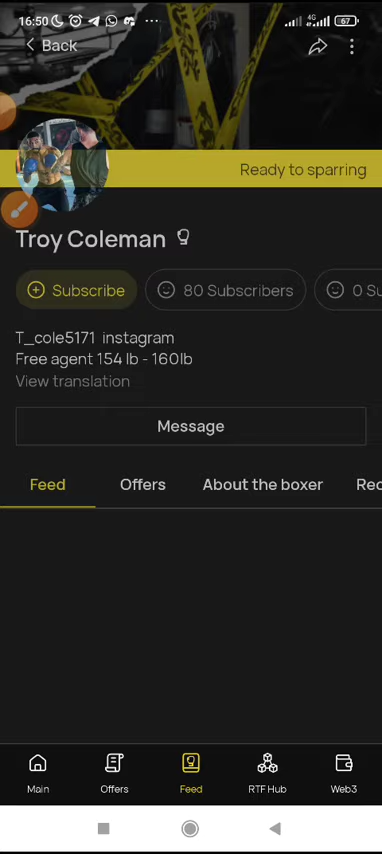 16:50 4G 67
Back
Ready to sparring
Troy Coleman
Subscribe 80 Subscribers 0 Su
T_cole5171 instagram
Free agent 154 lb - 160lb
View translation
Message
Feed Offers About the boxer Rec
Main Offers Feed RTF Hub Web3